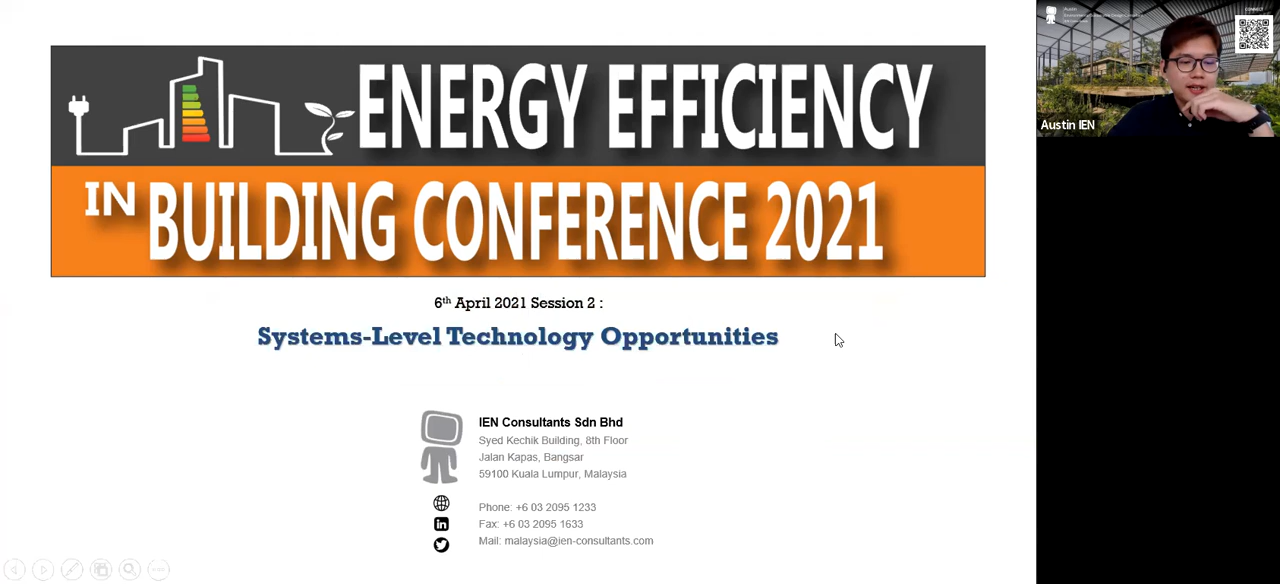 ENERGY EFFICIENCY
IN BUILDING CONFERENCE 2021
6th April 2021 Session 2 :
Systems-Level Technology Opportunities
IEN Consultants Sdn Bhd
Syed Kechik Building, 8th Floor
Jalan Kapas, Bangsar
59100 Kuala Lumpur, Malaysia
Phone: +6 03 2095 1233
Fax: +6 03 2095 1633
Mail: malaysia@ien-consultants.com
Austin
CONNECT
Austin IEN